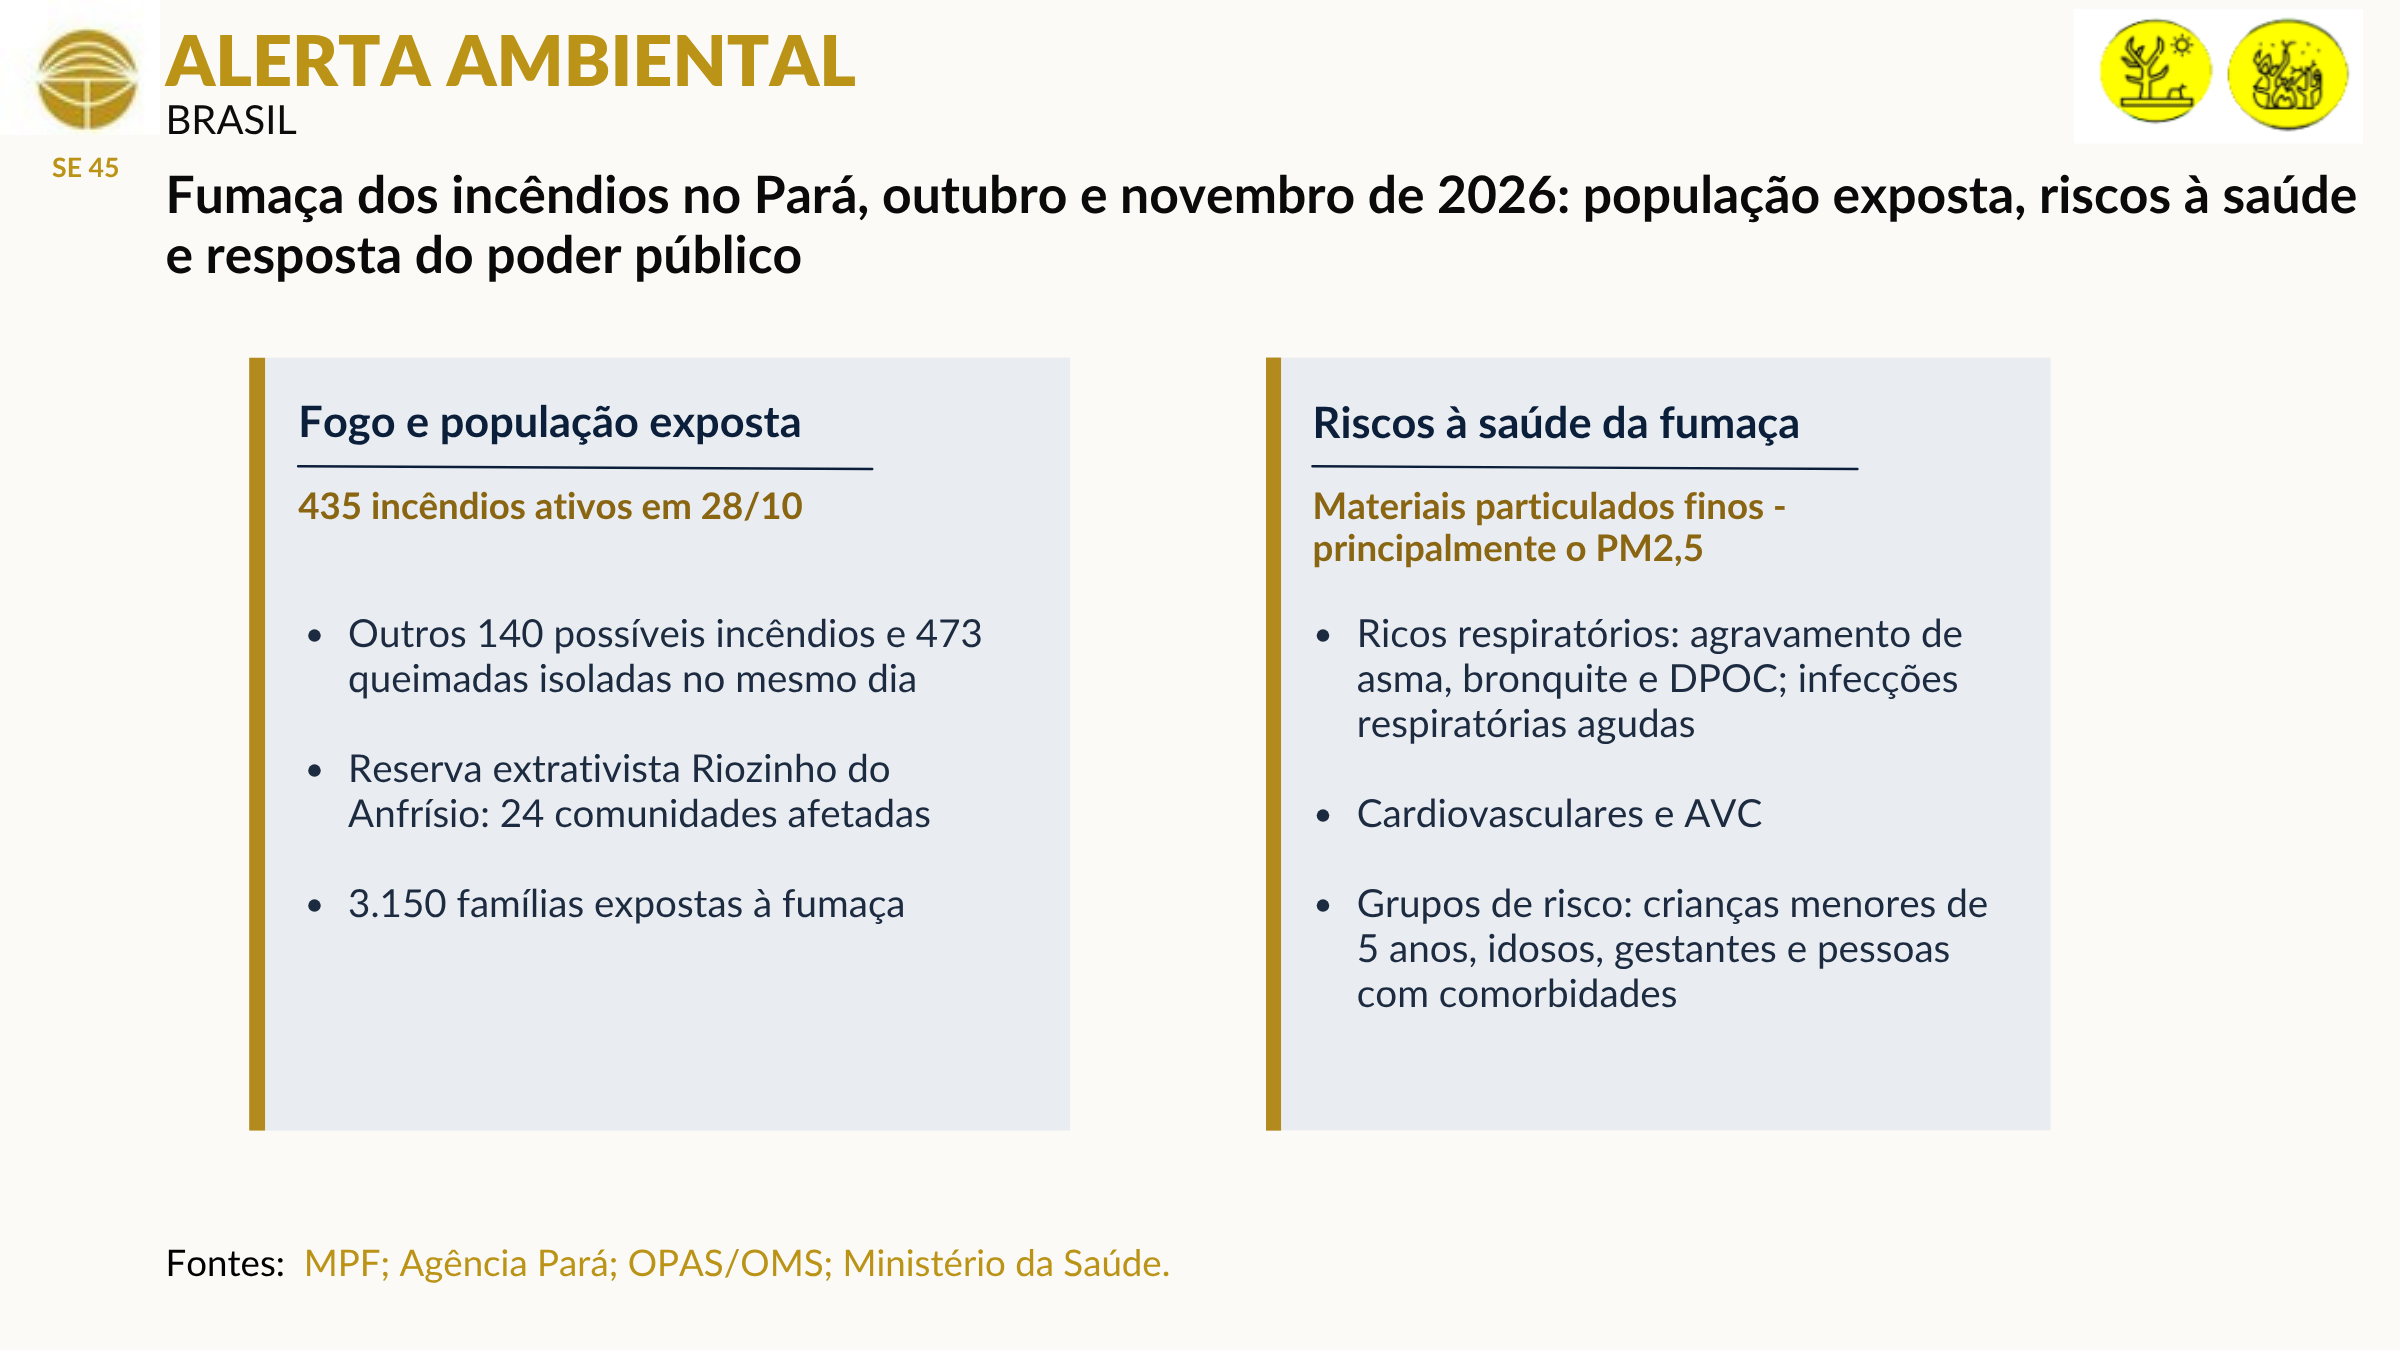 ALERTA AMBIENTAL
BRASIL
SE 45
Fumaça dos incêndios no Pará, outubro e novembro de 2026: população exposta, riscos à saúde
e resposta do poder público
Fogo e população exposta
435 incêndios ativos em 28/10
• Outros 140 possíveis incêndios e 473
queimadas isoladas no mesmo dia
• Reserva extrativista Riozinho do
Anfrísio: 24 comunidades afetadas
• 3.150 famílias expostas à fumaça
Riscos à saúde da fumaça
Materiais particulados finos -
principalmente o PM2,5
• Ricos respiratórios: agravamento de
asma, bronquite e DPOC; infecções
respiratórias agudas
• Cardiovasculares e AVC
• Grupos de risco: crianças menores de
5 anos, idosos, gestantes e pessoas
com comorbidades
Fontes: MPF; Agência Pará; OPAS/OMS; Ministério da Saúde.